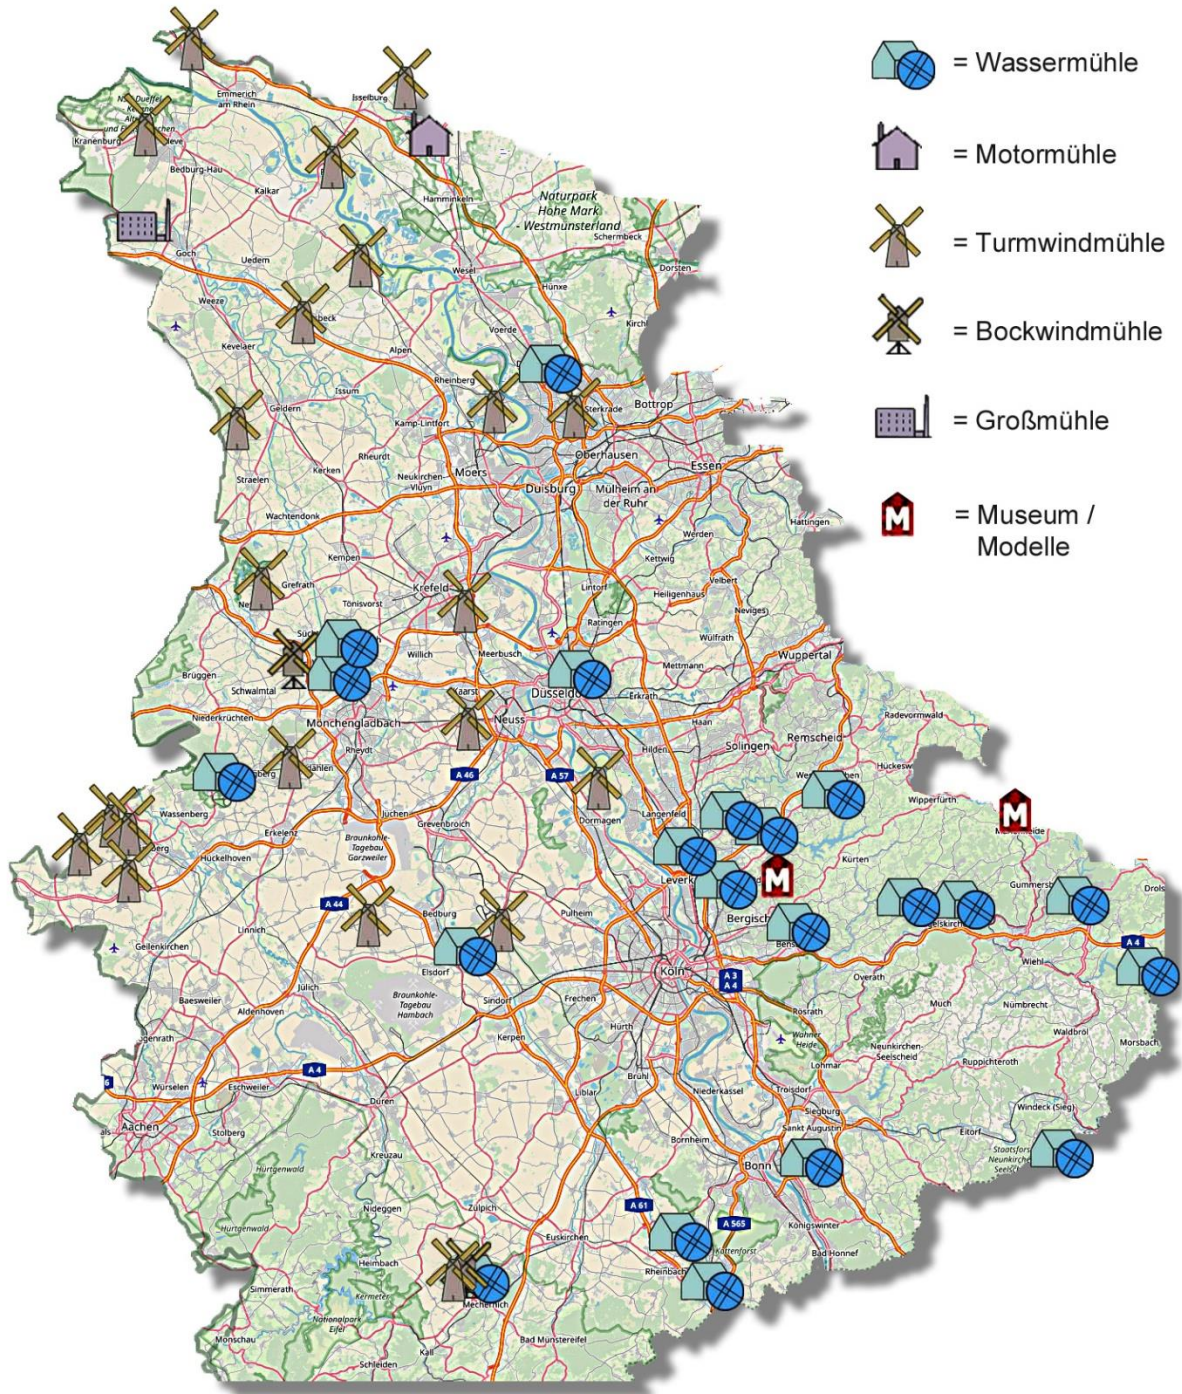 = Wassermühle
= Motormühle
= Turmwindmühle
= Bockwindmühle
= Großmühle
= Museum /
Modelle
Emmerich
am Rhein
Isselburg
Kranenburg
Bedburg-Hau
Kalkar
Hamminkeln
Naturpark
Hohe Mark
- Westmünsterland
Schermbeck
Dorsten
Goch
Uedem
Wesel
Hünxe
Weeze
Voerde
Kevelaer
Alpen
Rheinberg
Issum
Geldern
Kamp-Lintfort
Sterkrade
Bottrop
Oberhausen
Essen
Rheurdt
Kerken
Straelen
Neukirchen-
Vluyn
Moers
Duisburg
Mülheim an
der Ruhr
Wachtendonk
Hattingen
Werden
Kettwig
Kempen
Krefeld
Grefrath
Tönisvorst
Lintorf
Ratingen
Heiligenhaus
Velbert
Neviges
Wülfrath
Wuppertal
Willich
Meerbusch
Mettmann
Brüggen
Schwalmtal
Kaarst
Erkrath
Haan
Niederkrüchten
Mönchengladbach
Neuss
Hilden
Solingen
Remscheid
Radevormwald
Rheydt
A 46
A 57
Wassenberg
Jüchen
Dormagen
Langenfeld
Wipperfürth
Erkelenz
Grevenbroich
Hückelhoven
Braunkohle-
Tagebau
Garzweiler
Kürten
A 44
Linnich
Bedburg
Pulheim
Geilenkirchen
Elsdorf
Köln
A 3
A 4
A 4
Overath
Wiehl
Baesweiler
Jülich
Aldenhoven
Braunkohle-
Tagebau
Hambach
Sindorf
Frechen
Rösrath
Much
Nümbrecht
Kerpen
Hürth
Wahner
Heide
Waldbröl
Morsbach
Neunkirchen-
Seelscheid
Ruppichteroth
Lohmar
Würselen
Eschweiler
A 4
Brühl
Liblar
Niederkassel
Troisdorf
Siegburg
Düren
Aachen
Stolberg
Windeck (Sieg)
Sankt Augustin
Eitorf
Bornheim
Bonn
Hürtgenwald
Kreuzau
Nideggen
Zülpich
A 61
A 565
Königswinter
Hürtgenwald
Heimbach
Euskirchen
Kottenforst
Bad Honnef
Rheinbach
Simmerath
Kermeter
Mechernich
Nationalpark
Eifel
Monschau
Kall
Bad Münstereifel
Schleiden